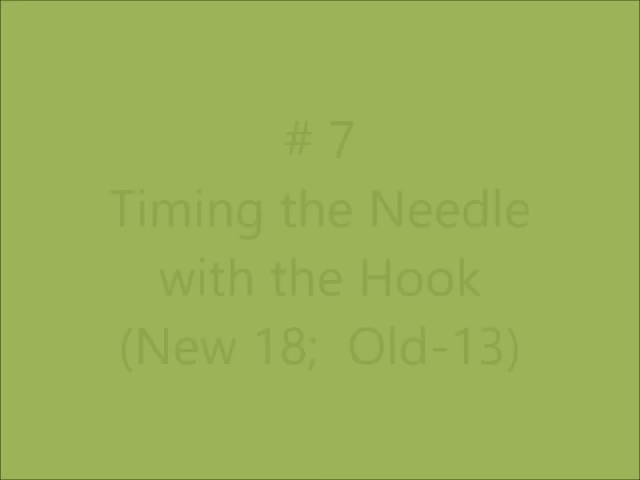 # 7
Timing the Needle
with the Hook
(New 18;  Old-13)